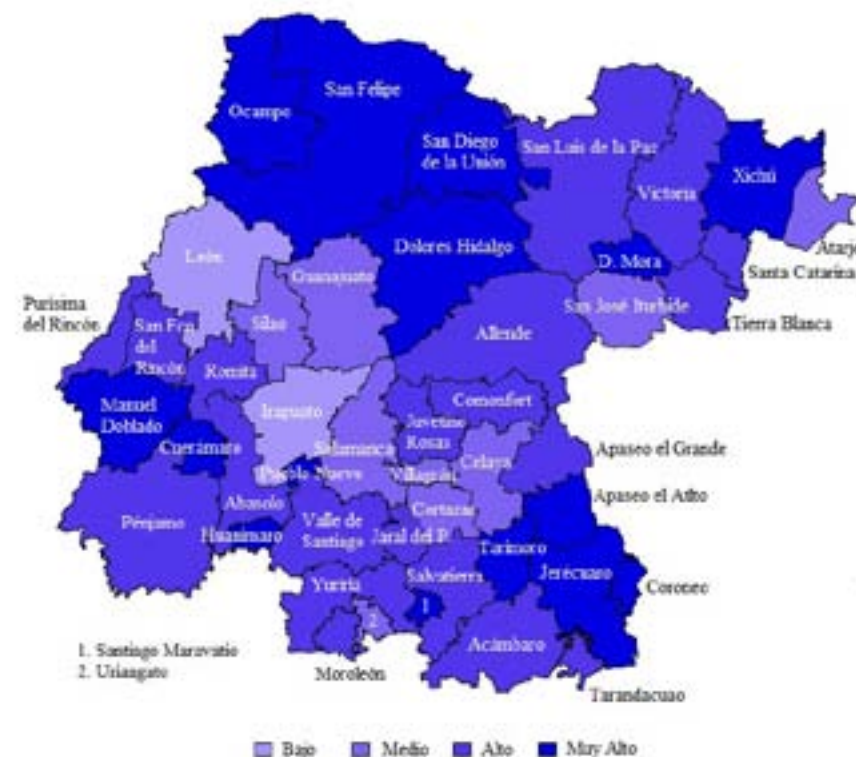 San Felipe
Ocampo
San Diego
de la Unión
San Luis de la Paz
Xichú
Victoria
Dolores Hidalgo
León
Guanajuato
D. Mora
Atarje
Santa Catarina
Purísima
del Rincón
San Fco
del
Rincón
Silao
San José Iturbide
Tierra Blanca
Allende
Romita
Manuel
Doblado
Irapuato
Comonfort
Juventino
Rosas
Cuerámaro
Salamanca
Celaya
Apaseo el Grande
Pueblo Nuevo
Villagrán
Abasolo
Cortazar
Apaseo el Atlto
Pénjamo
Huanimaro
Valle de
Santiago
Jaral del P.
Tarimoro
Jerécuaro
Coroneo
Yuriria
Salvatierra
1
2
Acámbaro
1. Santiago Maravatio
2. Uriangato
Moroleón
Tarandacuao
Bajo Medio Alto Muy Alto